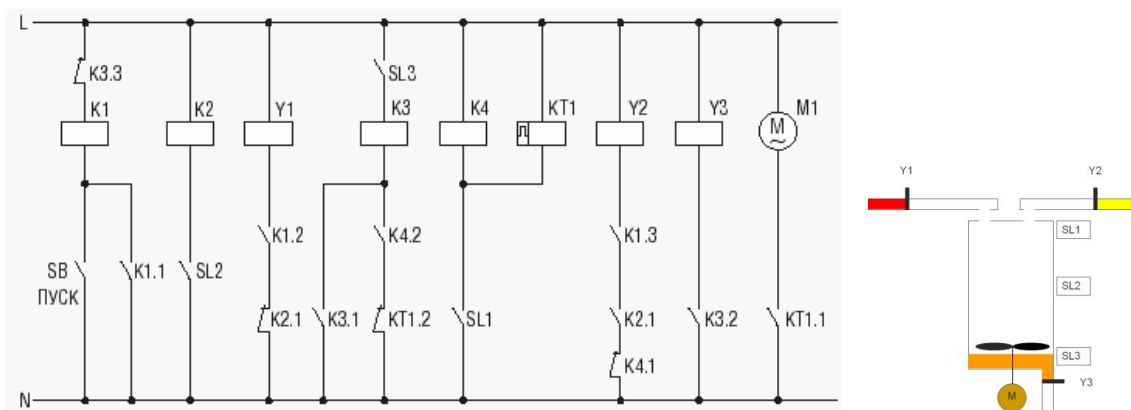 L
K3.3
SL3
K1
K2
Y1
K3
K4
KT1
Y2
Y3
M1
M
~
K1.2
K4.2
K1.3
SB
ПУСК
K1.1
SL2
K2.1
K3.1
KT1.2
SL1
K2.1
K3.2
KT1.1
K4.1
N
Y1
Y2
SL1
SL2
SL3
Y3
M